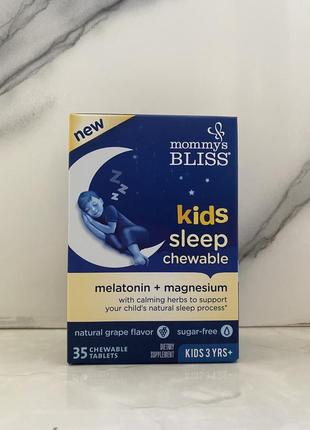 new
mommy's
BLISS®
z
z
z
kids
sleep
chewable
melatonin + magnesium
with calming herbs to support
your child's natural sleep process*
natural grape flavor
sugar-free
35 CHEWABLE
TABLETS
DIETARY
SUPPLEMENT
KIDS 3 YRS+